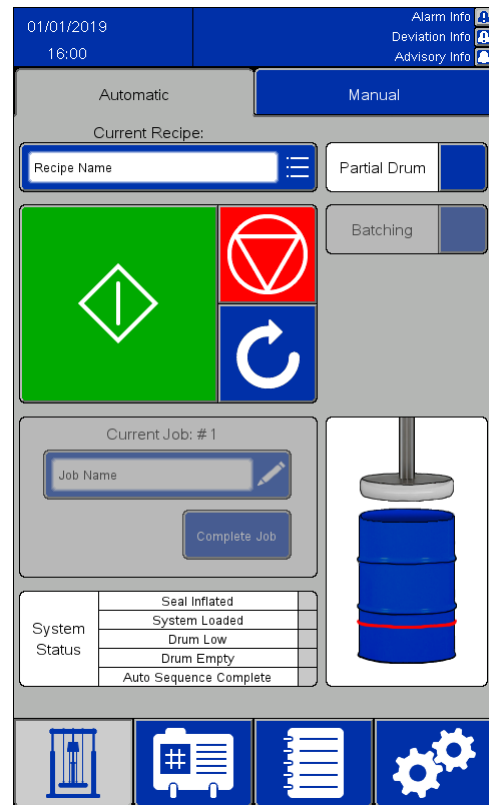 01/01/2019
16:00
Alarm Info
Deviation Info
Advisory Info
Automatic
Manual
Current Recipe:
Recipe Name
Partial Drum
Batching
Current Job: # 1
Job Name
Complete Job
System
Status
Seal Inflated
System Loaded
Drum Low
Drum Empty
Auto Sequence Complete
#